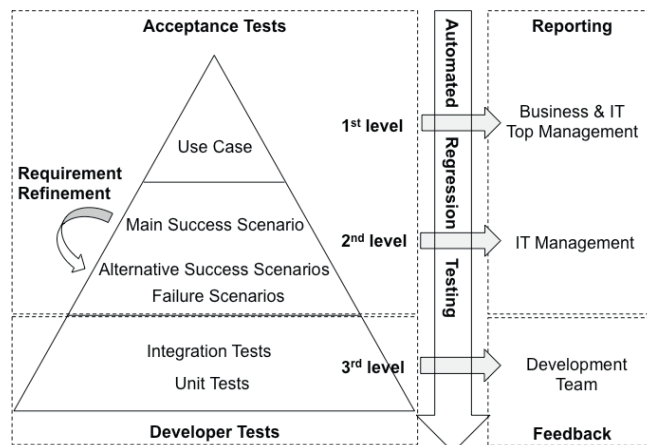 Acceptance Tests
Automated Regression Testing
Reporting
1st level
Business & IT
Top Management
Use Case
Requirement
Refinement
Main Success Scenario
2nd level
IT Management
Alternative Success Scenarios
Failure Scenarios
Integration Tests
3rd level
Development
Team
Unit Tests
Developer Tests
Feedback